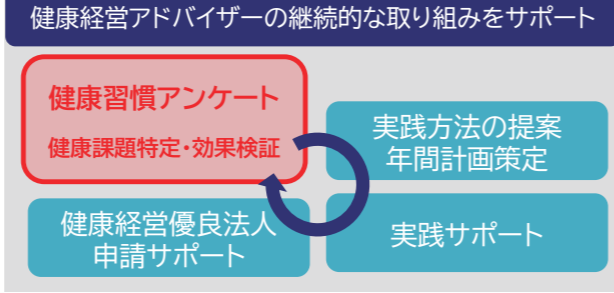 健康経営アドバイザーの継続的な取り組みをサポート
健康習慣アンケート
健康課題特定・効果検証
実践方法の提案
年間計画策定
健康経営優良法人
申請サポート
実践サポート